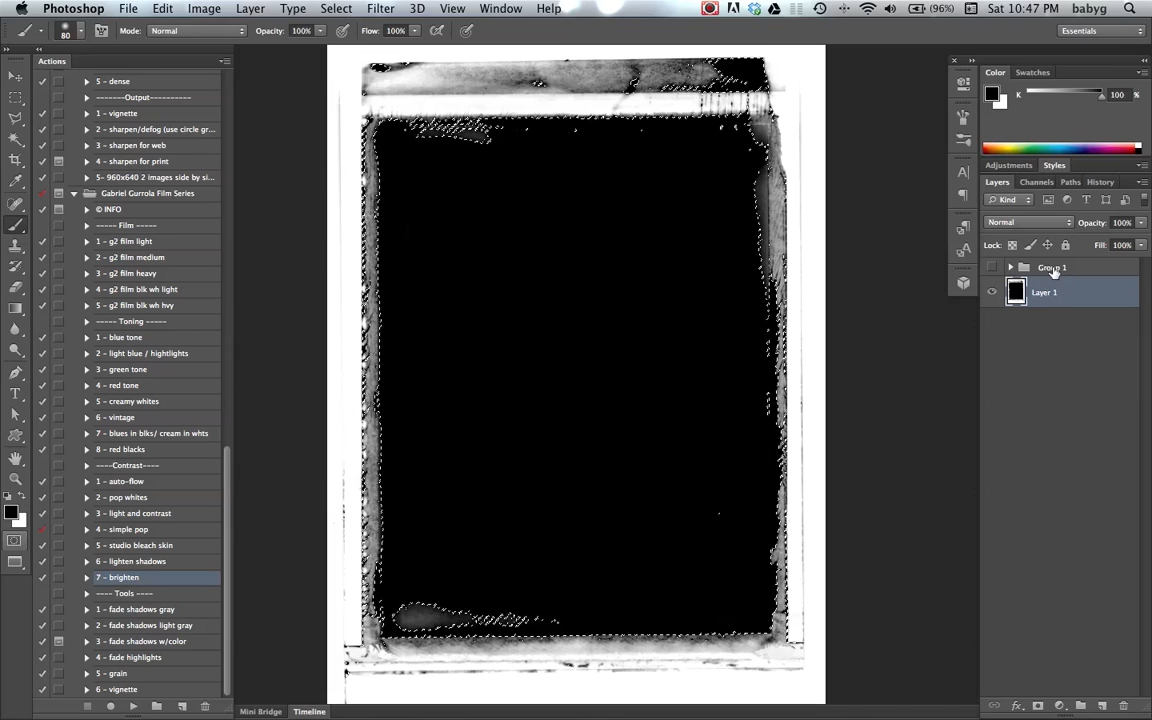 Photoshop File Edit Image Layer Type Select Filter 3D View Window Help (96%) Sat 10:47 PM babyg
80 Mode: Normal Opacity: 100% Flow: 100% Essentials
Actions
5 - dense
--------Output----------
1 - vignette
2 - sharpen/defog (use circle gr...
3 - sharpen for web
4 - sharpen for print
5- 960x640 2 images side by si...
Gabriel Gurrola Film Series
© INFO
----- Film -----
1 - g2 film light
2 - g2 film medium
3 - g2 film heavy
4 - g2 film blk wh light
5 - g2 film blk wh hvy
----- Toning -----
1 - blue tone
2 - light blue / hightlights
3 - green tone
4 - red tone
5 - creamy whites
6 - vintage
7 - blues in blks/ cream in whts
8 - red blacks
----Contrast----
1 - auto-flow
2 - pop whites
3 - light and contrast
4 - simple pop
5 - studio bleach skin
6 - lighten shadows
7 - brighten
---- Tools ----
1 - fade shadows gray
2 - fade shadows light gray
3 - fade shadows w/color
4 - fade highlights
5 - grain
6 - vignette
Mini Bridge Timeline
Color Swatches
K 100 %
Adjustments Styles
Layers Channels Paths History
Kind
Normal Opacity: 100%
Lock: Fill: 100%
Group 1
Layer 1